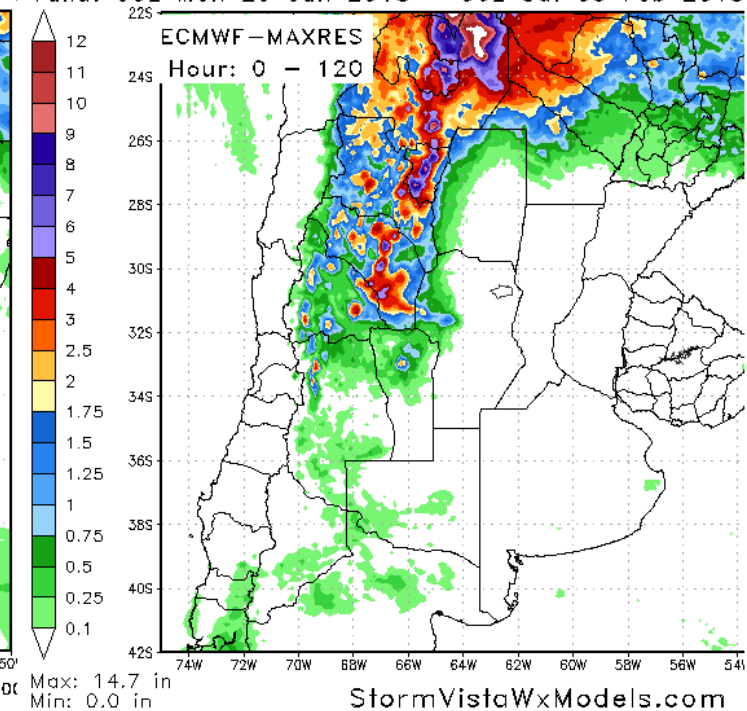 22S
ECMWF-MAXRES
Hour: 0 - 120
24S
26S
28S
30S
32S
34S
36S
38S
40S
42S
12
11
10
9
8
7
6
5
4
3
2.5
2
1.75
1.5
1.25
1
0.75
0.5
0.25
0.1
74W 72W 70W 68W 66W 64W 62W 60W 58W 56W 54
Max: 14.7 in
Min: 0.0 in
StormVistaWxModels.com